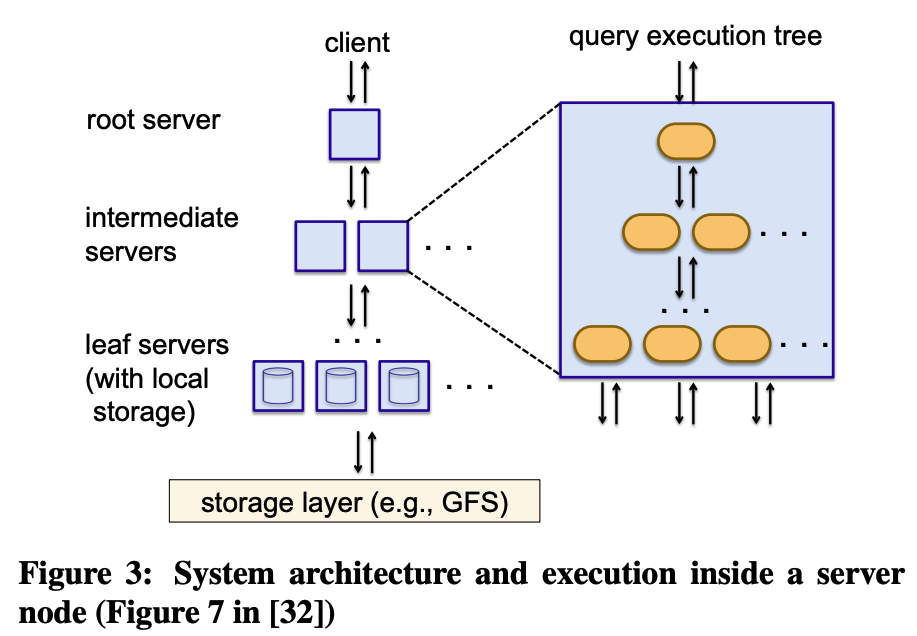 client
query execution tree
root server
intermediate
servers
. . .
. . .
. . .
. . .
leaf servers
(with local
storage)
. . .
. . .
storage layer (e.g., GFS)
Figure 3: System architecture and execution inside a server
node (Figure 7 in [32])